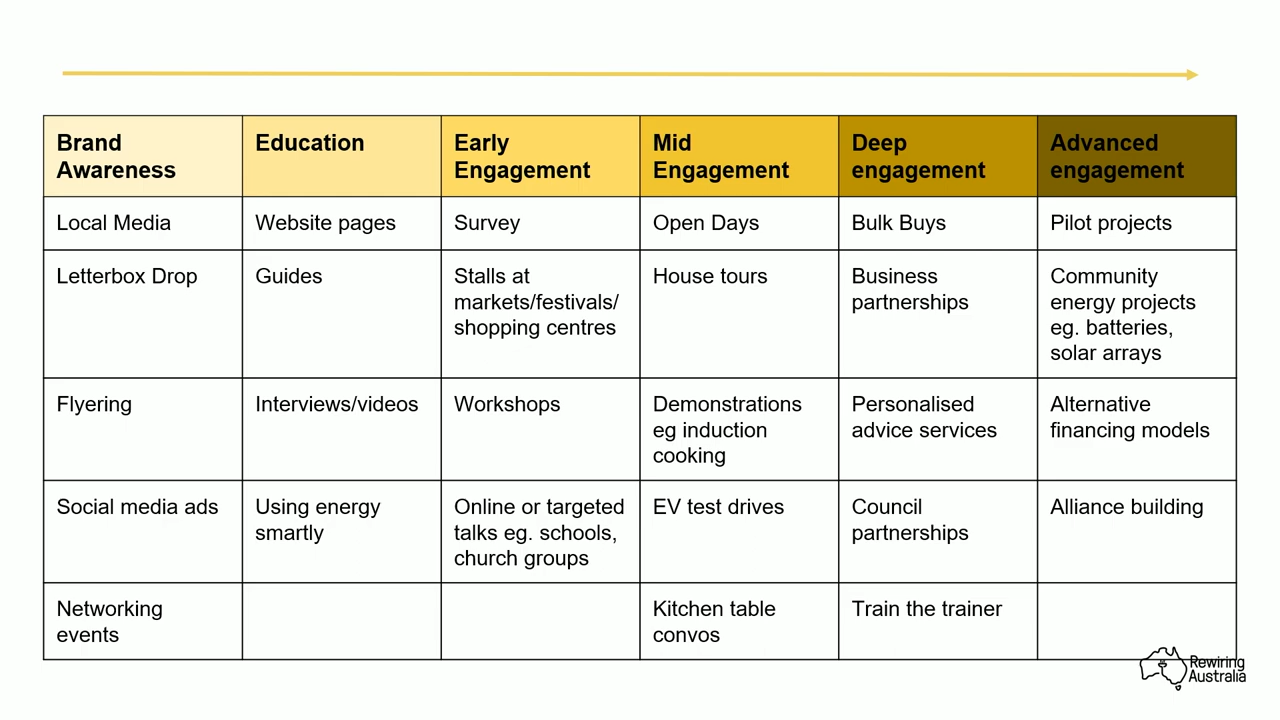 Brand
Awareness
Education
Early
Engagement
Mid
Engagement
Deep
engagement
Advanced
engagement
Local Media
Website pages
Survey
Open Days
Bulk Buys
Pilot projects
Letterbox Drop
Guides
Stalls at
markets/festivals/
shopping centres
House tours
Business
partnerships
Community
energy projects
eg. batteries,
solar arrays
Flyering
Interviews/videos
Workshops
Demonstrations
eg induction
cooking
Personalised
advice services
Alternative
financing models
Social media ads
Using energy
smartly
Online or targeted
talks eg. schools,
church groups
EV test drives
Council
partnerships
Alliance building
Networking
events
Kitchen table
convos
Train the trainer
Rewiring
Australia